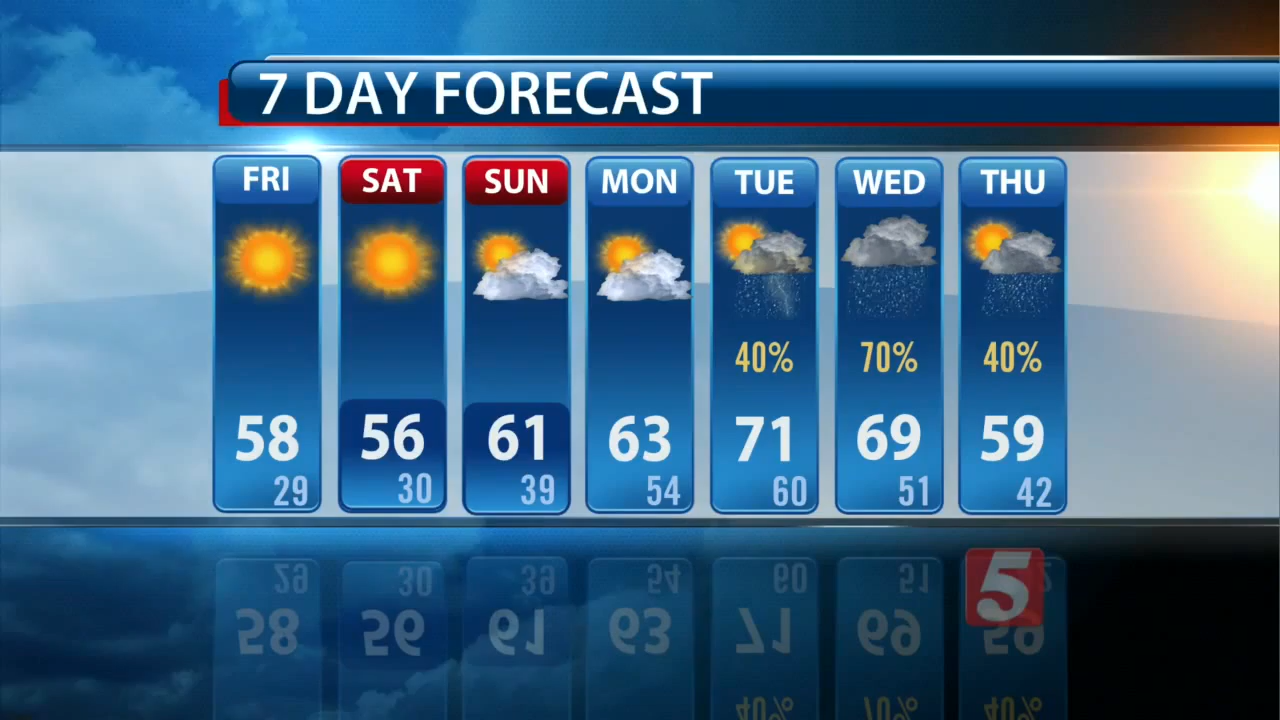 7 DAY FORECAST
FRI SAT SUN MON TUE WED THU
40% 70% 40%
58 56 61 63 71 69 59
29 30 39 54 60 51 42
5